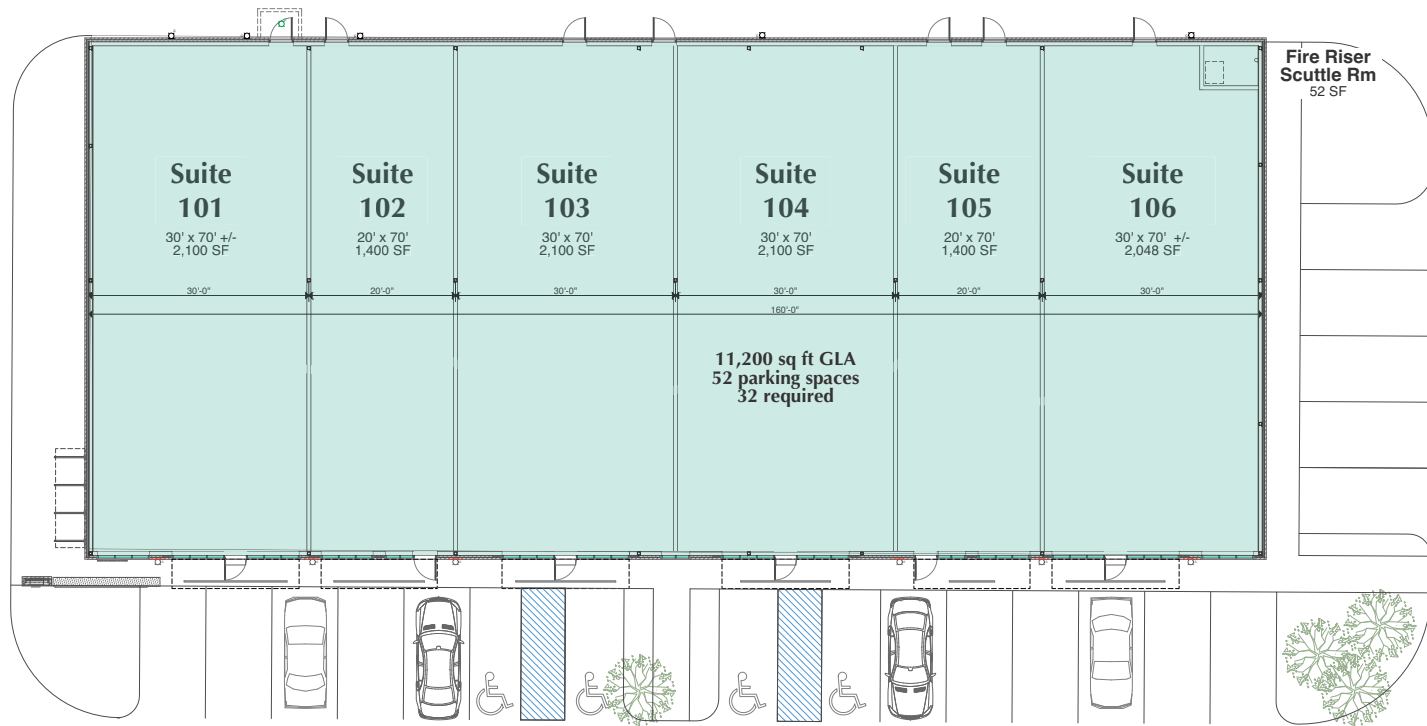 Fire Riser
Scuttle Rm
52 SF
Suite
101
30' x 70' +/-
2,100 SF
Suite
102
20' x 70'
1,400 SF
Suite
103
30' x 70'
2,100 SF
Suite
104
30' x 70'
2,100 SF
Suite
105
20' x 70'
1,400 SF
Suite
106
30' x 70' +/-
2,048 SF
30'-0"
20'-0"
30'-0"
30'-0"
20'-0"
30'-0"
160'-0"
11,200 sq ft GLA
52 parking spaces
32 required